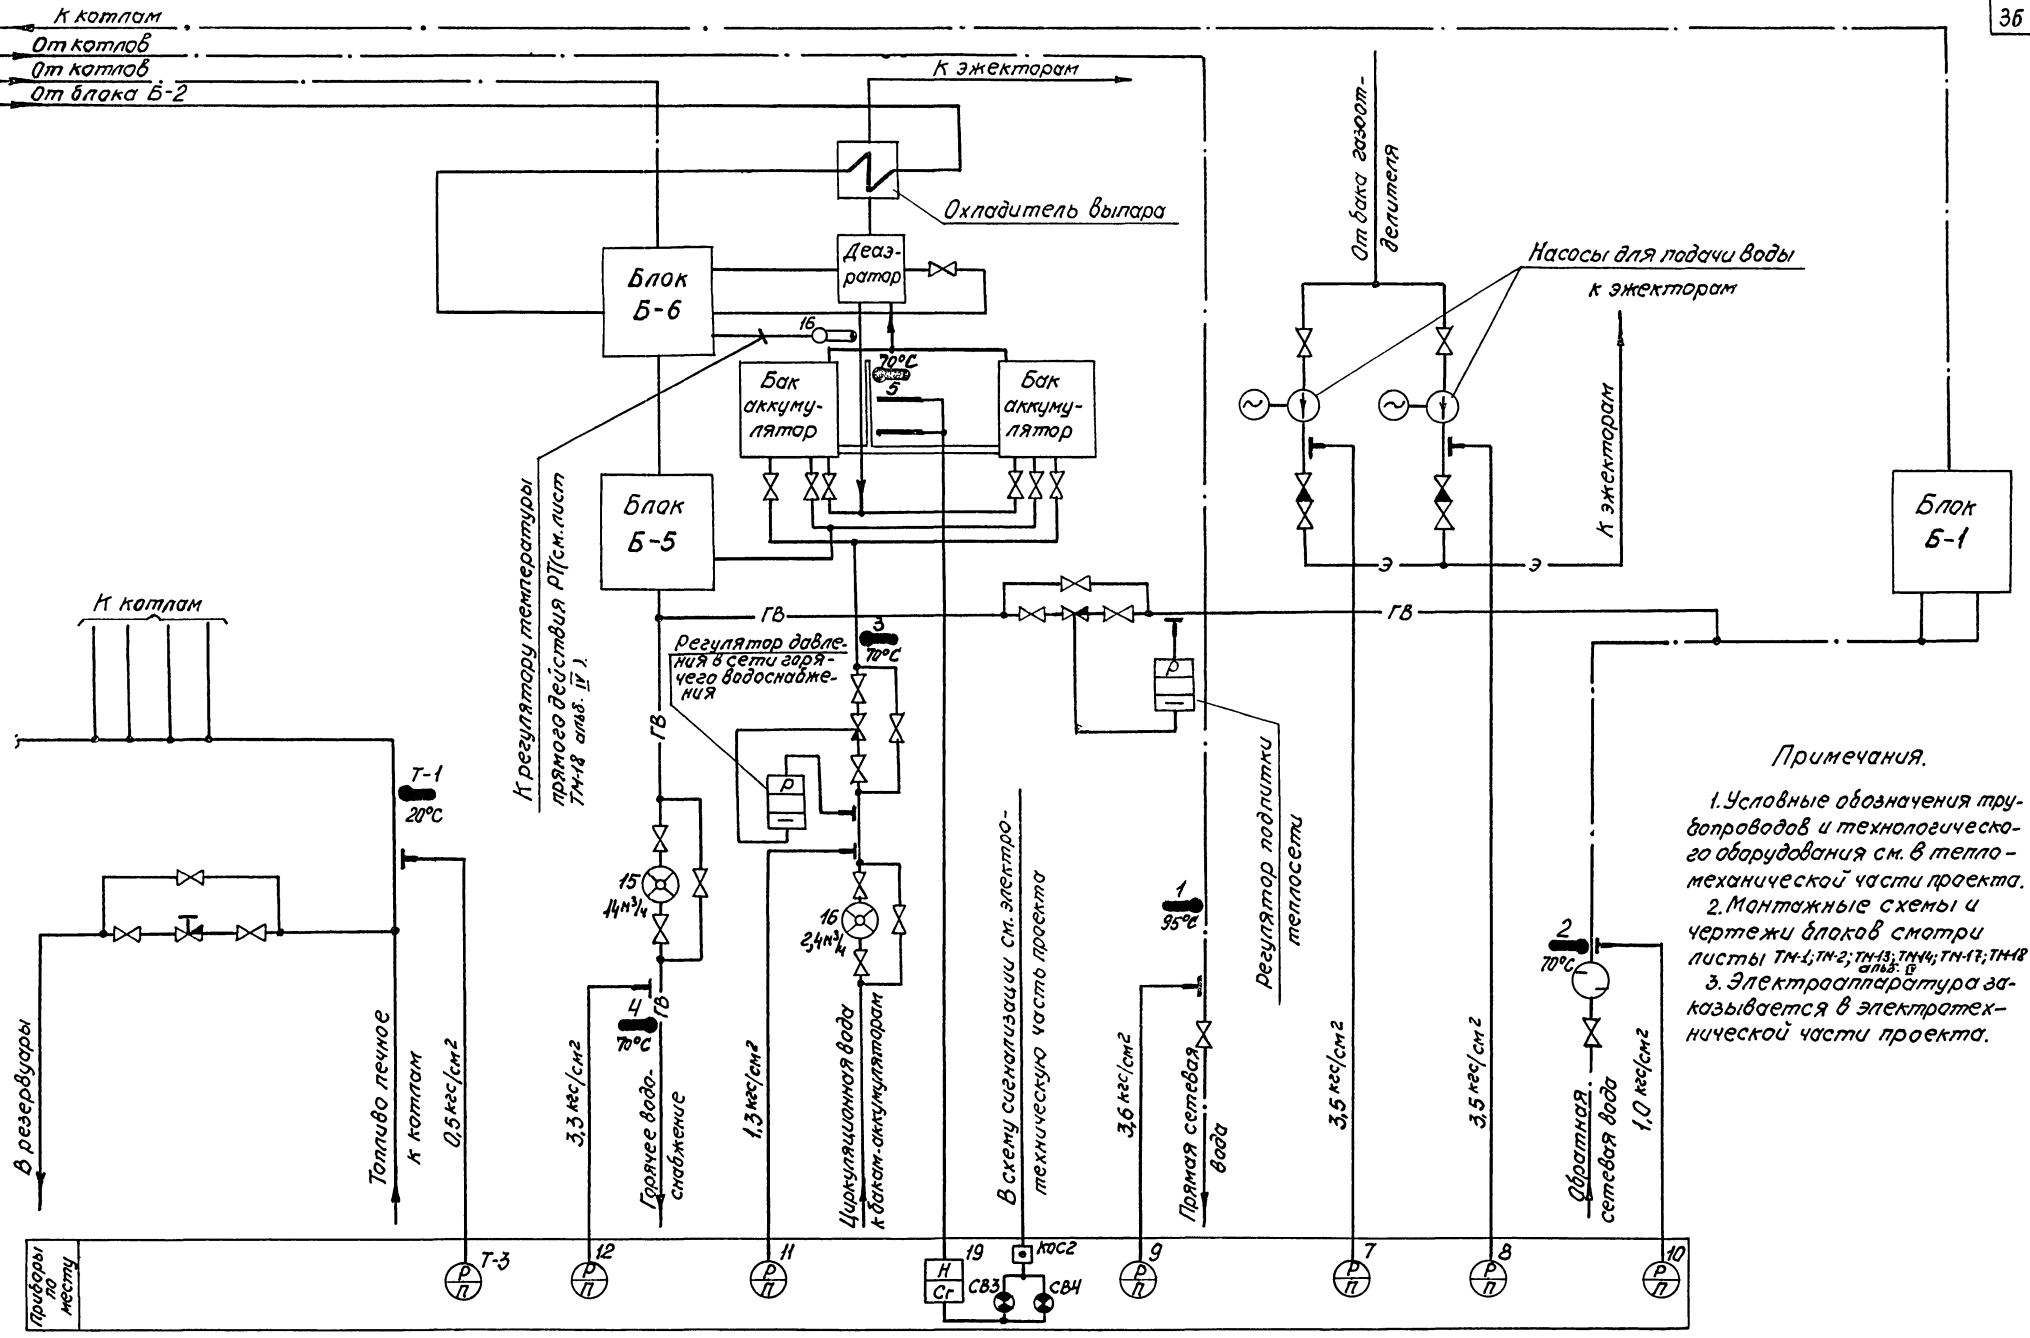 К котлам
От котлов
От котлов
От блока Б-2
36
К эжекторам
Охладитель выпара
Деаэ-
ратор
Блок
Б-6
16
70°С
5
Бак
аккуму-
лятор
Бак
аккуму-
лятор
Блок
Б-5
К регулятору температуры
прямого действия РТ(см. лист
ТМ-18 альб. IV)
От бака газоот-
делителя
Насосы для подачи воды
к эжекторам
К эжекторам
Э
Э
Блок
Б-1
ГВ
ГВ
К котлам
Регулятор давле-
ния в сети горя-
чего водоснабже-
ния
3
70°С
Р
Р
ГВ
Регулятор подпитки
теплосети
Т-1
20°С
15
14м³/ч
16
2,4м³/ч
4
70°С
ГВ
1
95°С
2
70°С
Примечания.
1. Условные обозначения тру-
бопроводов и технологическо-
го оборудования см. в тепло-
механической части проекта.
2. Монтажные схемы и
чертежи блоков смотри
листы ТМ-1; ТМ-2; ТМ-13; ТМ-14; ТМ-17; ТМ-18
альб. IV
3. Электроаппаратура за-
казывается в электротех-
нической части проекта.
В резервуары
Топливо печное
к котлам
0,5 кгс/см²
3,3 кгс/см²
Горячее водо-
снабжение
1,3 кгс/см²
Циркуляционная вода
к бакам-аккумуляторам
В схему сигнализации см. электро-
техническую часть проекта
3,6 кгс/см²
Прямая сетевая
вода
3,5 кгс/см²
3,5 кгс/см²
Обратная
сетевая вода
1,0 кгс/см²
Приборы
по
месту
Т-3
Р
П
12
Р
П
11
Р
П
19
Н
Сг
КОС2
СВ3
СВ4
9
Р
П
7
Р
П
8
Р
П
10
Р
П